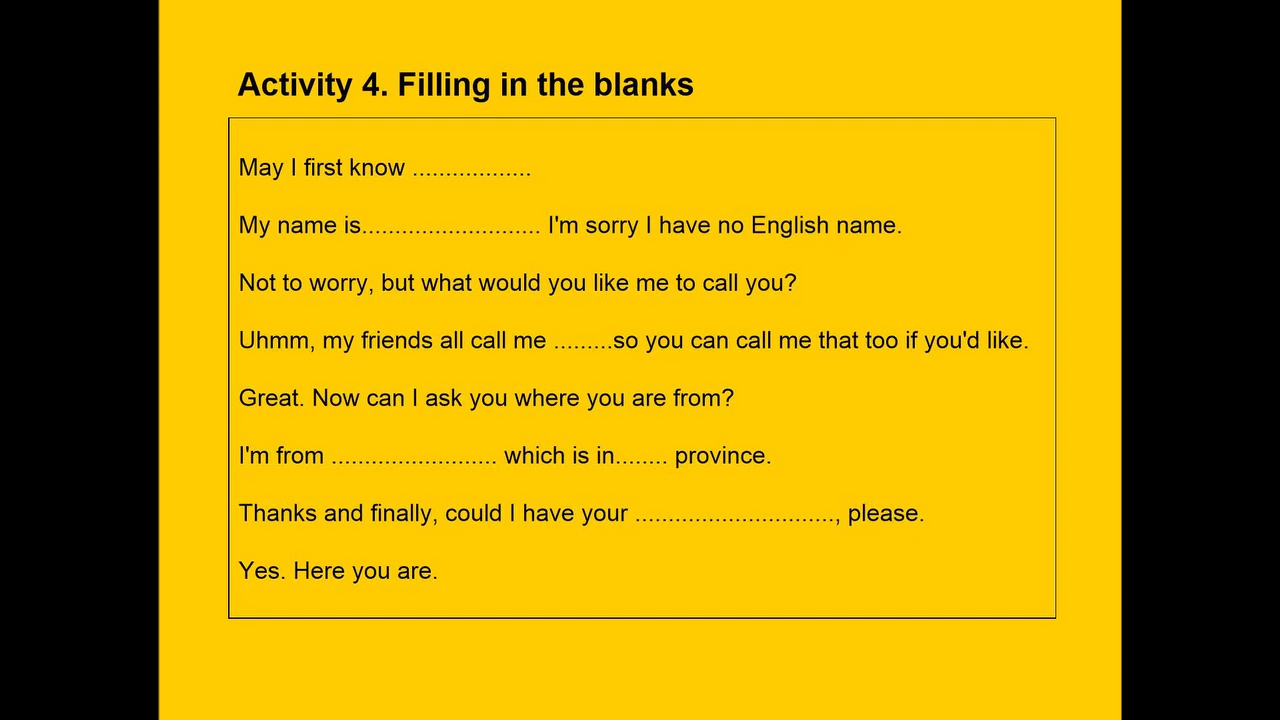 Activity 4. Filling in the blanks
May I first know ..................
My name is........................... I'm sorry I have no English name.
Not to worry, but what would you like me to call you?
Uhmm, my friends all call me .........so you can call me that too if you'd like.
Great. Now can I ask you where you are from?
I'm from ......................... which is in........ province.
Thanks and finally, could I have your .............................., please.
Yes. Here you are.